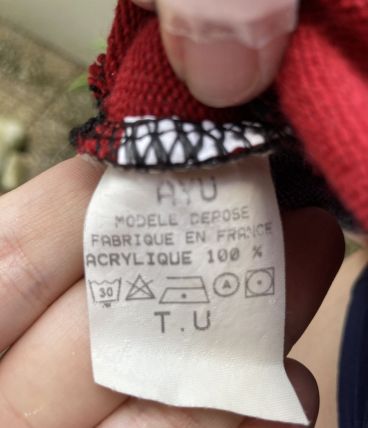 AYU
MODELE DEPOSE
FABRIQUE EN FRANCE
ACRYLIQUE 100 %
30 A
T.U